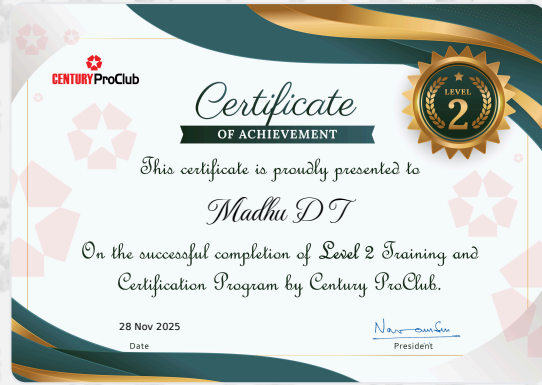 CENTURY ProClub
Certificate
OF ACHIEVEMENT
LEVEL
2
This certificate is proudly presented to
Madhu D T
On the successful completion of Level 2 Training and
Certification Program by Century ProClub.
28 Nov 2025
Date
President